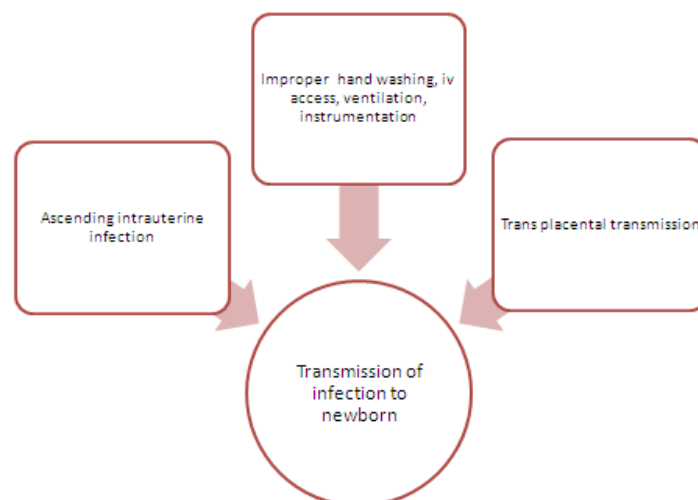 Improper hand washing, iv
access, ventilation,
instrumentation
Ascending intrauterine
infection
Trans placental transmission
Transmission of
infection to
newborn